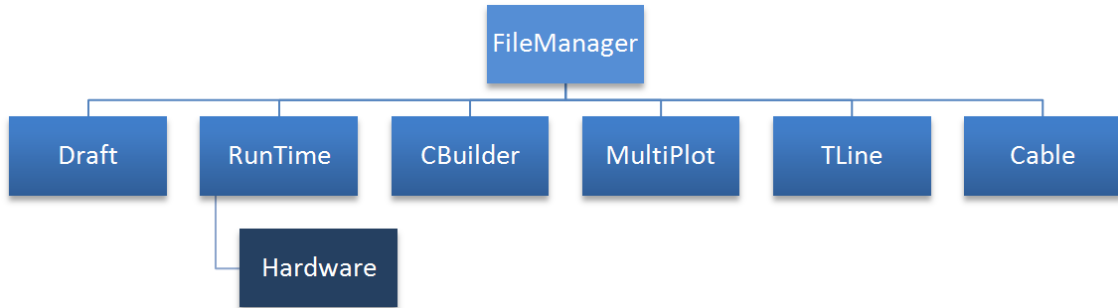 FileManager
Draft
RunTime
CBuilder
MultiPlot
TLine
Cable
Hardware